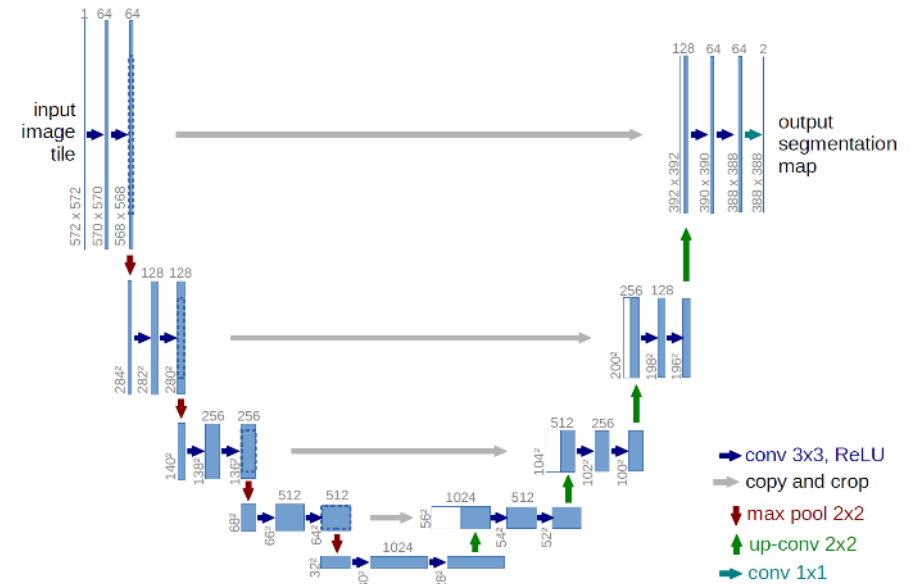 1 64 64
input
image
tile
572 x 572
570 x 570
568 x 568
128 64 64 2
output
segmentation
map
392 x 392
390 x 390
388 x 388
388 x 388
128 128
284²
282²
280²
256 128
200²
198²
196²
256 256
140²
138²
136²
512 256
104²
102²
100²
512 512
68²
66²
64²
1024 512
56²
54²
52²
1024
32²
conv 3x3, ReLU
copy and crop
max pool 2x2
up-conv 2x2
conv 1x1